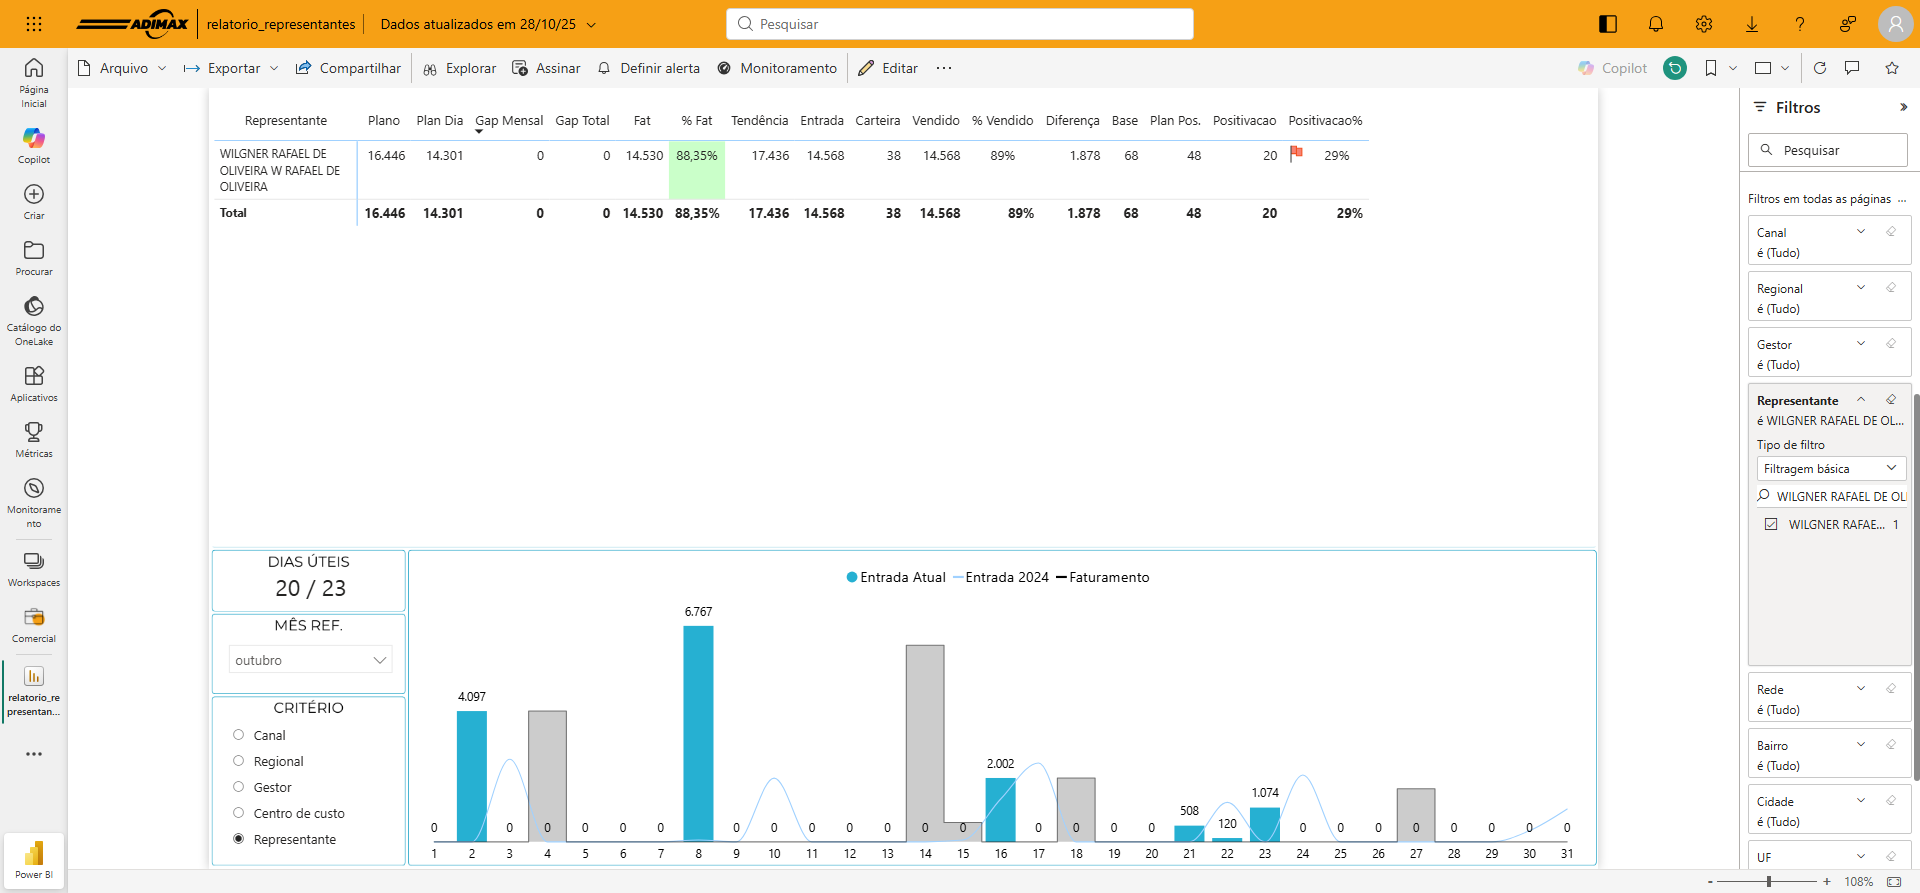 ADIMAX
relatorio_representantes
Dados atualizados em 28/10/25
Pesquisar
A
Arquivo
Exportar
Compartilhar
Explorar
Assinar
Definir alerta
Monitoramento
Editar
Copilot
Página
Inicial
Copilot
Criar
Procurar
Catálogo do
OneLake
Aplicativos
Métricas
Monitorame
nto
Workspaces
Comercial
relatorio_re
presentan...
Power BI
Representante Plano Plan Dia Gap Mensal Gap Total Fat % Fat Tendência Entrada Carteira Vendido % Vendido Diferença Base Plan Pos. Positivacao Positivacao%
WILGNER RAFAEL DE 16.446 14.301 0 0 14.530 88,35% 17.436 14.568 38 14.568 89% 1.878 68 48 20 29%
OLIVEIRA W RAFAEL DE
OLIVEIRA
Total 16.446 14.301 0 0 14.530 88,35% 17.436 14.568 38 14.568 89% 1.878 68 48 20 29%
DIAS ÚTEIS
20 / 23
MÊS REF.
outubro
CRITÉRIO
Canal
Regional
Gestor
Centro de custo
Representante
Entrada Atual Entrada 2024 Faturamento
6.767
4.097
2.002
1.074
508
120
0 0 0 0 0 0 0 0 0 0 0 0 0 0 0 0 0 0 0 0 0 0 0 0 0
1 2 3 4 5 6 7 8 9 10 11 12 13 14 15 16 17 18 19 20 21 22 23 24 25 26 27 28 29 30 31
Filtros
Pesquisar
Filtros em todas as páginas ...
Canal
é (Tudo)
Regional
é (Tudo)
Gestor
é (Tudo)
Representante
é WILGNER RAFAEL DE OL...
Tipo de filtro
Filtragem básica
WILGNER RAFAEL DE OLI
WILGNER RAFAE... 1
Rede
é (Tudo)
Bairro
é (Tudo)
Cidade
é (Tudo)
UF
- + 108%